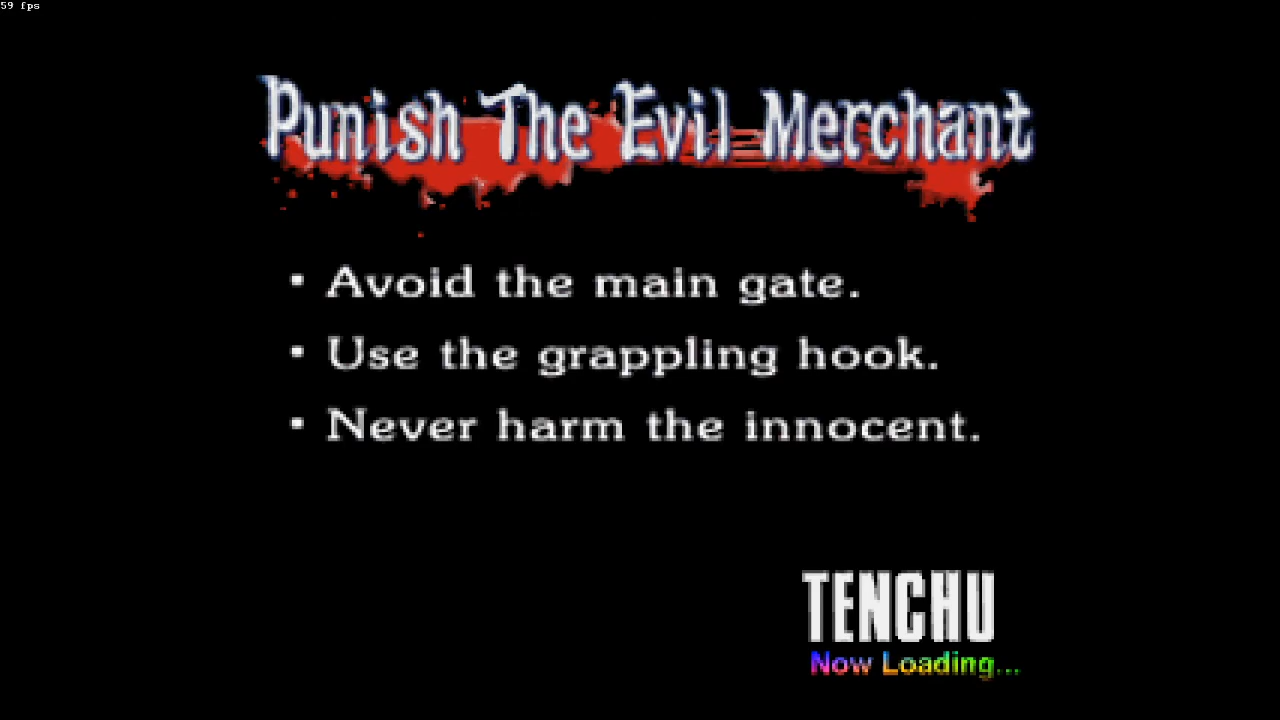 59 fps
Punish The Evil Merchant
▪ Avoid the main gate.
▪ Use the grappling hook.
▪ Never harm the innocent.
TENCHU
Now Loading...